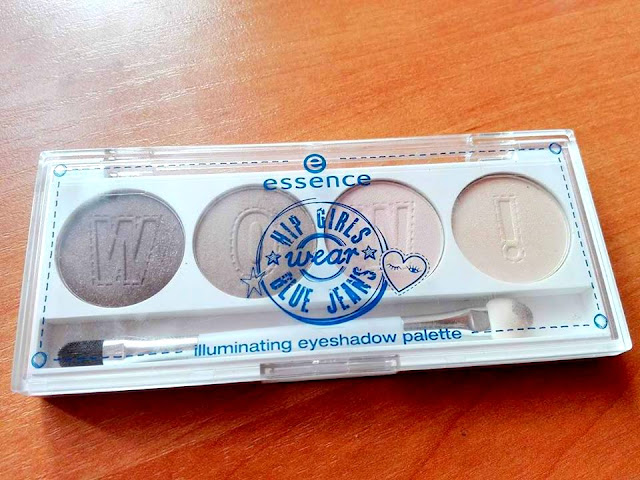 e
essence
W O W !
HIP GIRLS
wear
BLUE JEANS
illuminating eyeshadow palette